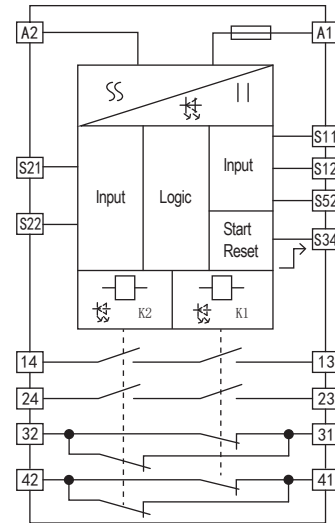 A2 A1
S11
S21 Input Logic Input S12
S52
S22 Start S34
Reset
K2 K1
14 13
24 23
32 31
42 41